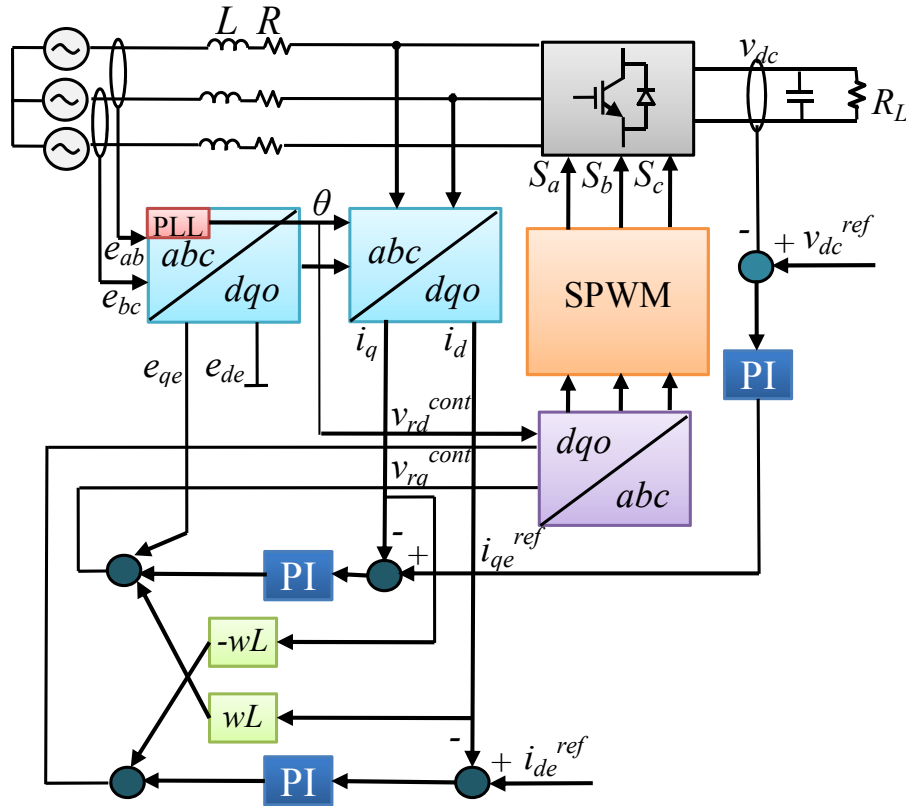 L R
v_dc
R_L
S_a S_b S_c
θ
PLL
e_ab
abc
dqo
abc
dqo
e_bc
SPWM
- + v_dc^ref
i_q i_d
e_qe e_de
PI
v_rd^cont
dqo
abc
v_rq^cont
i_qe^ref
- +
PI
-wL
wL
- + i_de^ref
PI